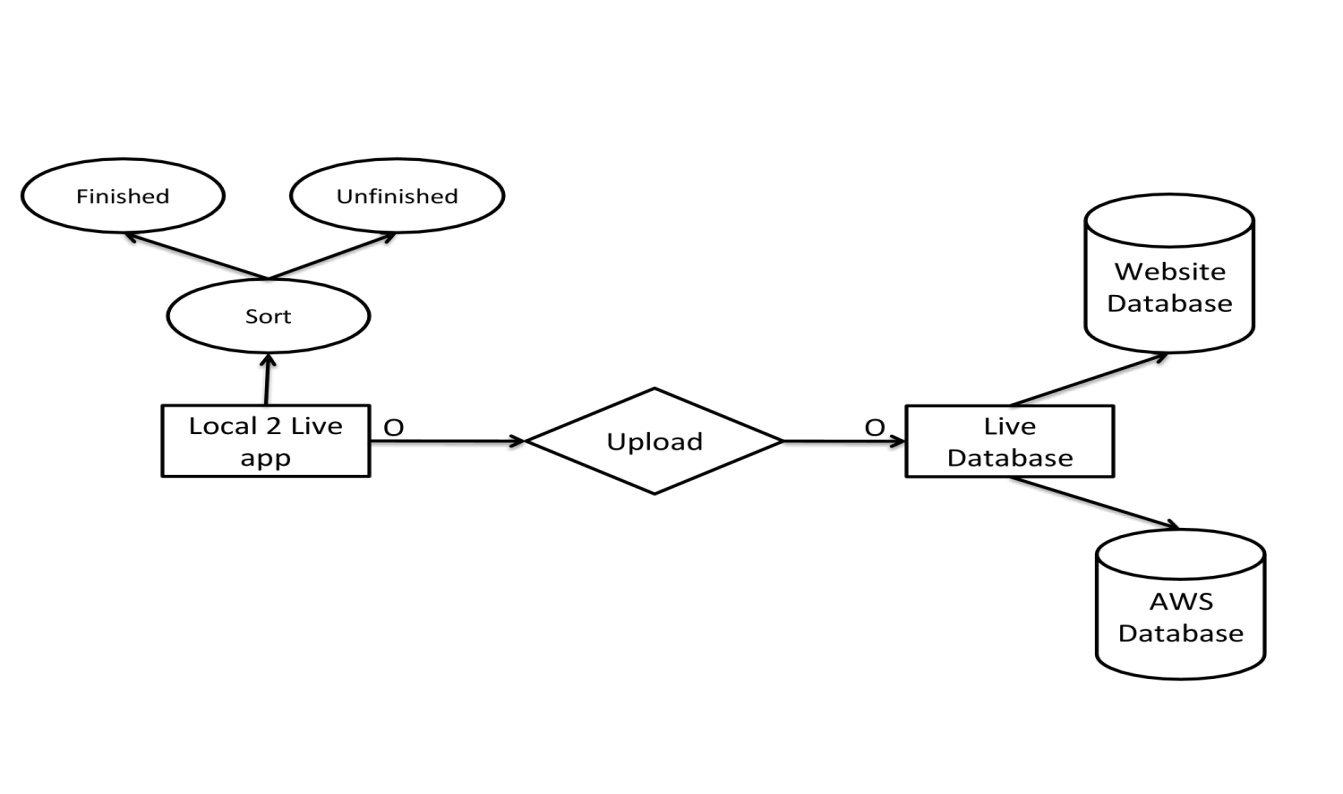 Finished
Unfinished
Sort
Local 2 Live
app
O
Upload
O
Live
Database
Website
Database
AWS
Database